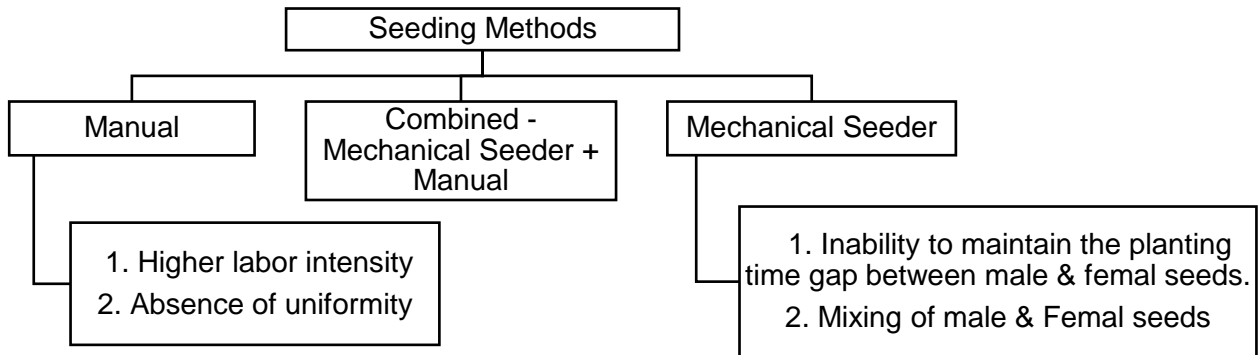 Seeding Methods
Manual
Combined -
Mechanical Seeder +
Manual
Mechanical Seeder
1. Higher labor intensity
2. Absence of uniformity
1. Inability to maintain the planting
time gap between male & femal seeds.
2. Mixing of male & Femal seeds